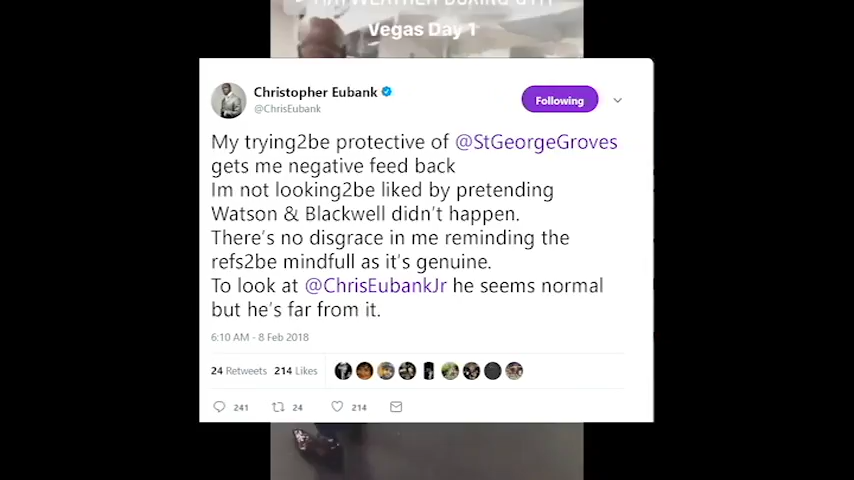 MAYWEATHER BOXING GYM
Vegas Day 1
Christopher Eubank
@ChrisEubank
Following
My trying2be protective of @StGeorgeGroves
gets me negative feed back
Im not looking2be liked by pretending
Watson & Blackwell didn't happen.
There's no disgrace in me reminding the
refs2be mindfull as it's genuine.
To look at @ChrisEubankJr he seems normal
but he's far from it.
6:10 AM - 8 Feb 2018
24 Retweets 214 Likes
241 24 214